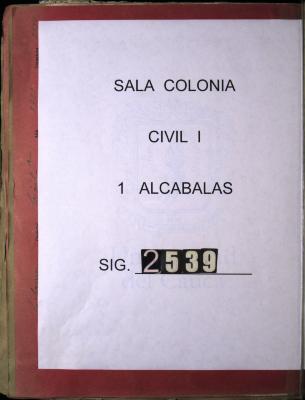 SALA COLONIA
CIVIL I
1 ALCABALAS
SIG. 2539